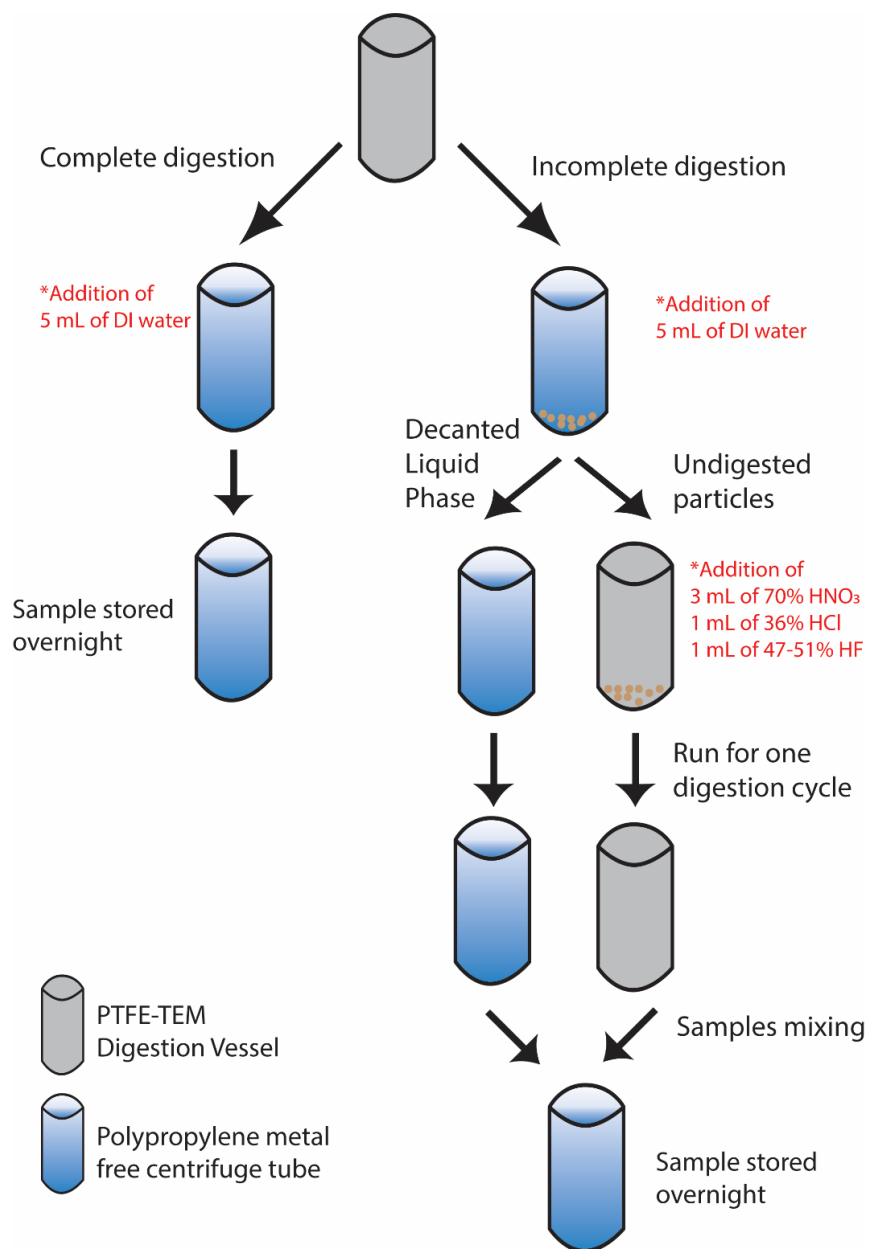 Complete digestion
Incomplete digestion
*Addition of
5 mL of DI water
*Addition of
5 mL of DI water
Decanted
Liquid
Phase
Undigested
particles
*Addition of
3 mL of 70% HNO₃
1 mL of 36% HCl
1 mL of 47-51% HF
Sample stored
overnight
Run for one
digestion cycle
PTFE-TEM
Digestion Vessel
Samples mixing
Polypropylene metal
free centrifuge tube
Sample stored
overnight